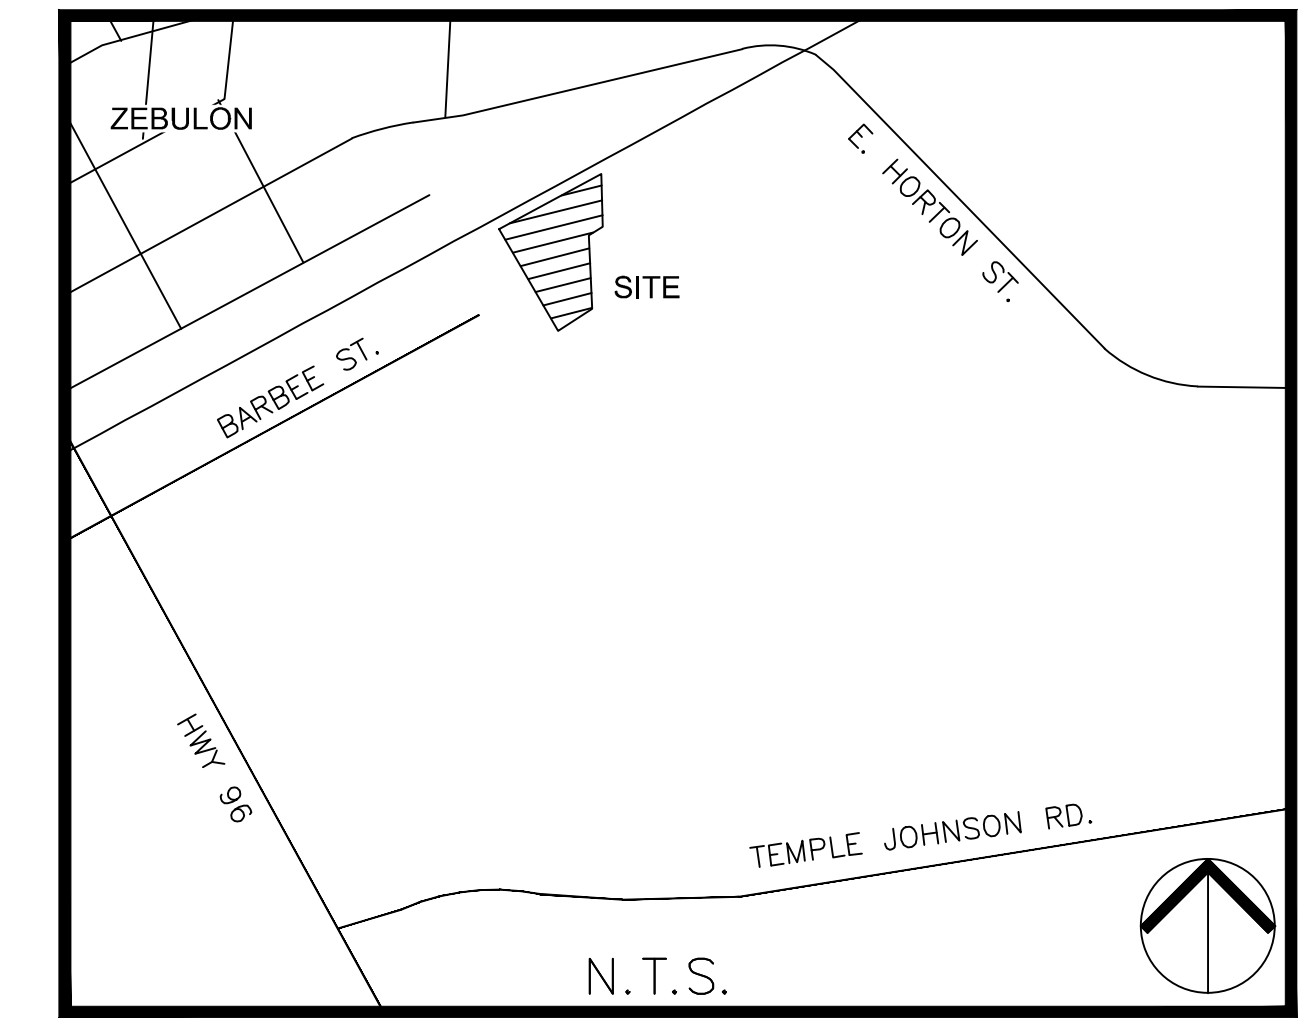 ZEBULON
E. HORTON ST.
SITE
BARBEE ST.
HWY 96
TEMPLE JOHNSON RD.
N.T.S.